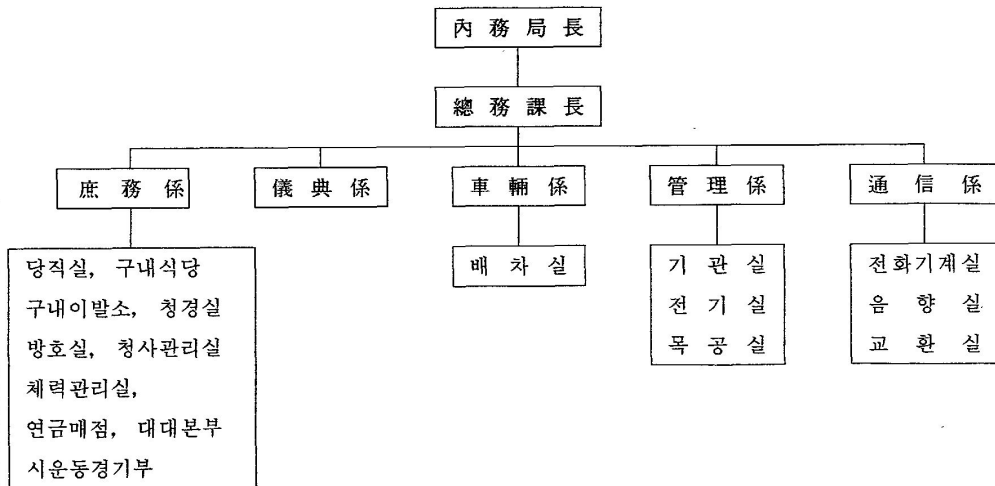 內務局長
總務課長
庶務係 儀典係 車輛係 管理係 通信係
당직실, 구내식당
구내이발소, 청경실
방호실, 청사관리실
체력관리실,
연금매점, 대대본부
시운동경기부
배차실
기관실
전기실
목공실
전화기계실
음향실
교환실